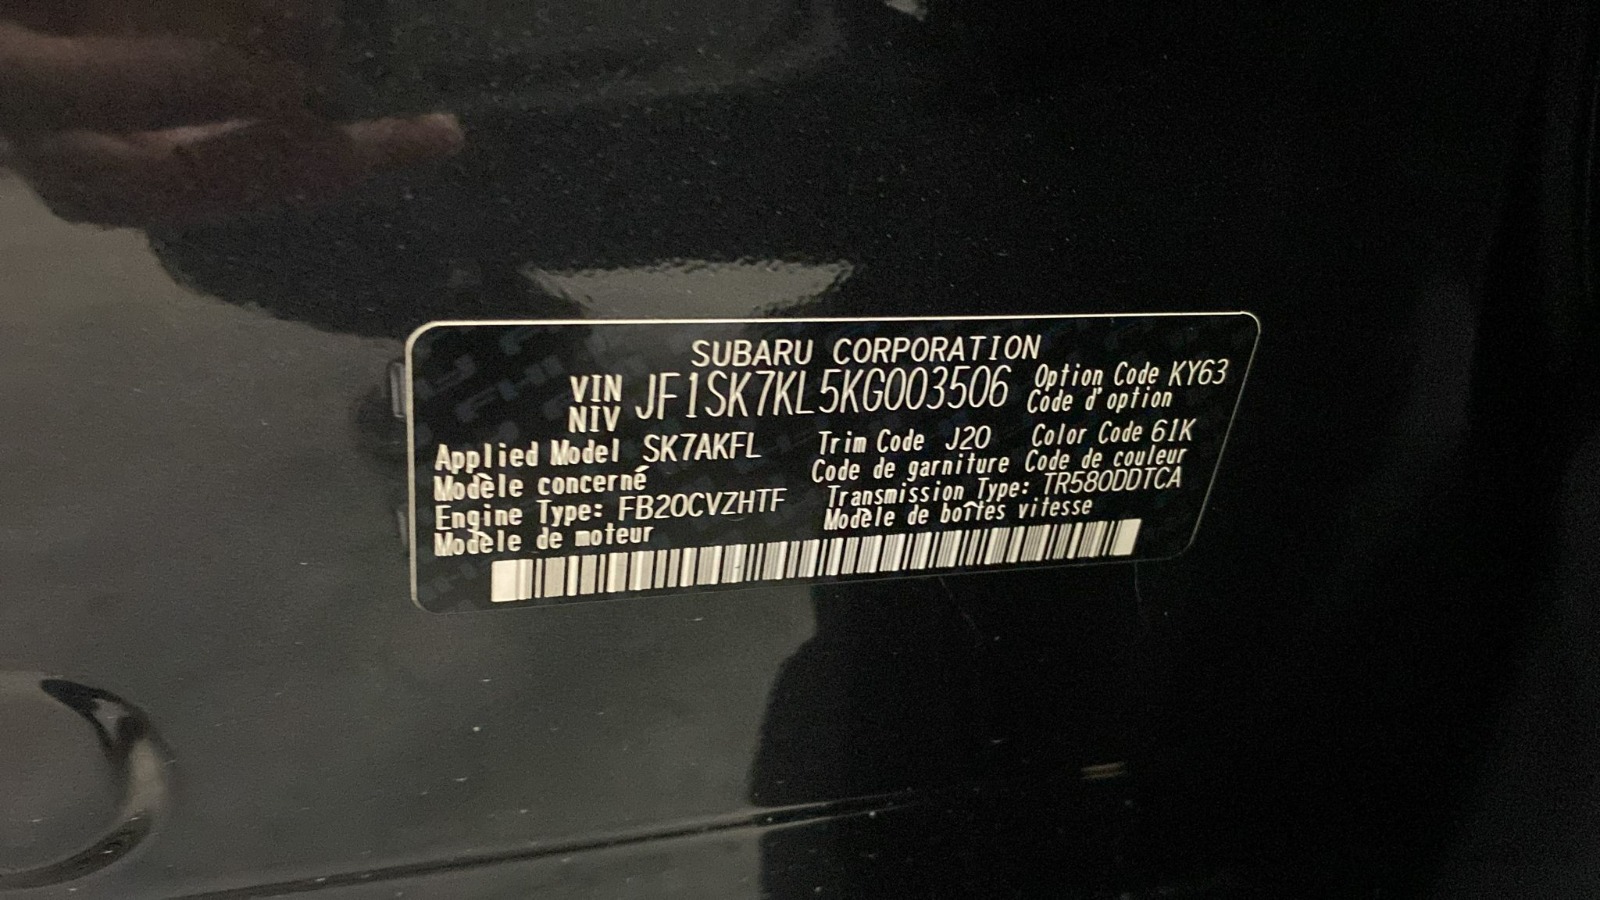 SUBARU CORPORATION
VIN
NIV JF1SK7KL5KG003506 Option Code KY63
Code d'option
Applied Model SK7AKFL Trim Code J20 Color Code 61K
Modèle concerné Code de garniture Code de couleur
Engine Type: FB20CVZHTF Transmission Type: TR580DDTCA
Modèle de moteur Modèle de boîtes vitesse